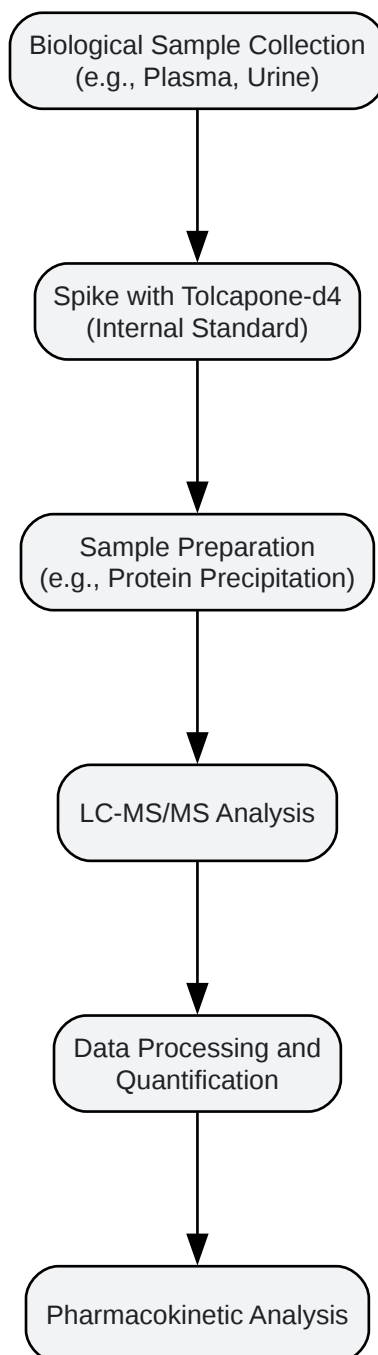 Biological Sample Collection
(e.g., Plasma, Urine)
Spike with Tolcapone-d4
(Internal Standard)
Sample Preparation
(e.g., Protein Precipitation)
LC-MS/MS Analysis
Data Processing and
Quantification
Pharmacokinetic Analysis